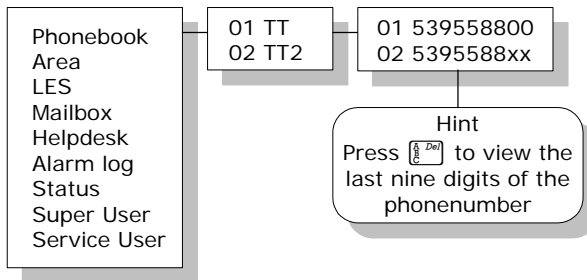 Phonebook
Area
LES
Mailbox
Helpdesk
Alarm log
Status
Super User
Service User
01 TT
02 TT2
01 539558800
02 5395588xx
Hint
Press A B C Del to view the
last nine digits of the
phonenumber